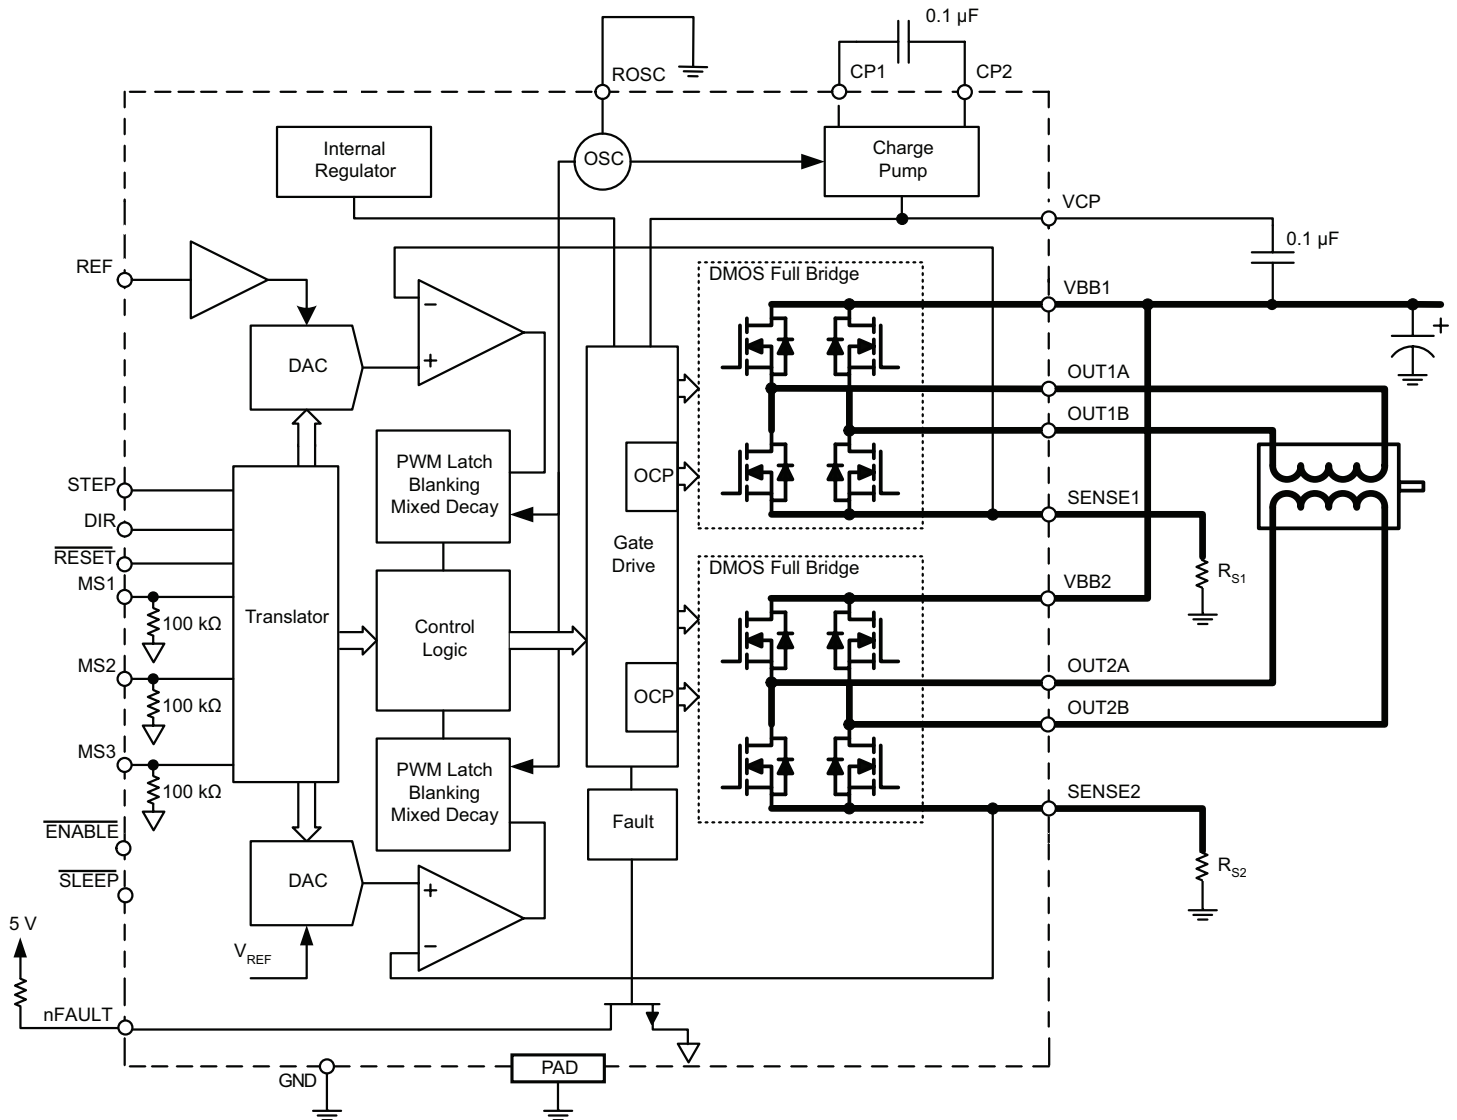 0.1 µF
ROSC
CP1
CP2
Internal
Regulator
OSC
Charge
Pump
VCP
0.1 µF
REF
DMOS Full Bridge
VBB1
+
−
+
DAC
OUT1A
OUT1B
PWM Latch
Blanking
Mixed Decay
OCP
STEP
DIR
RESET
MS1
100 kΩ
SENSE1
Gate
Drive
DMOS Full Bridge
RS1
VBB2
Translator
Control
Logic
MS2
100 kΩ
OUT2A
OCP
OUT2B
MS3
100 kΩ
PWM Latch
Blanking
Mixed Decay
SENSE2
Fault
ENABLE
SLEEP
DAC
+
−
RS2
5 V
VREF
nFAULT
GND
PAD